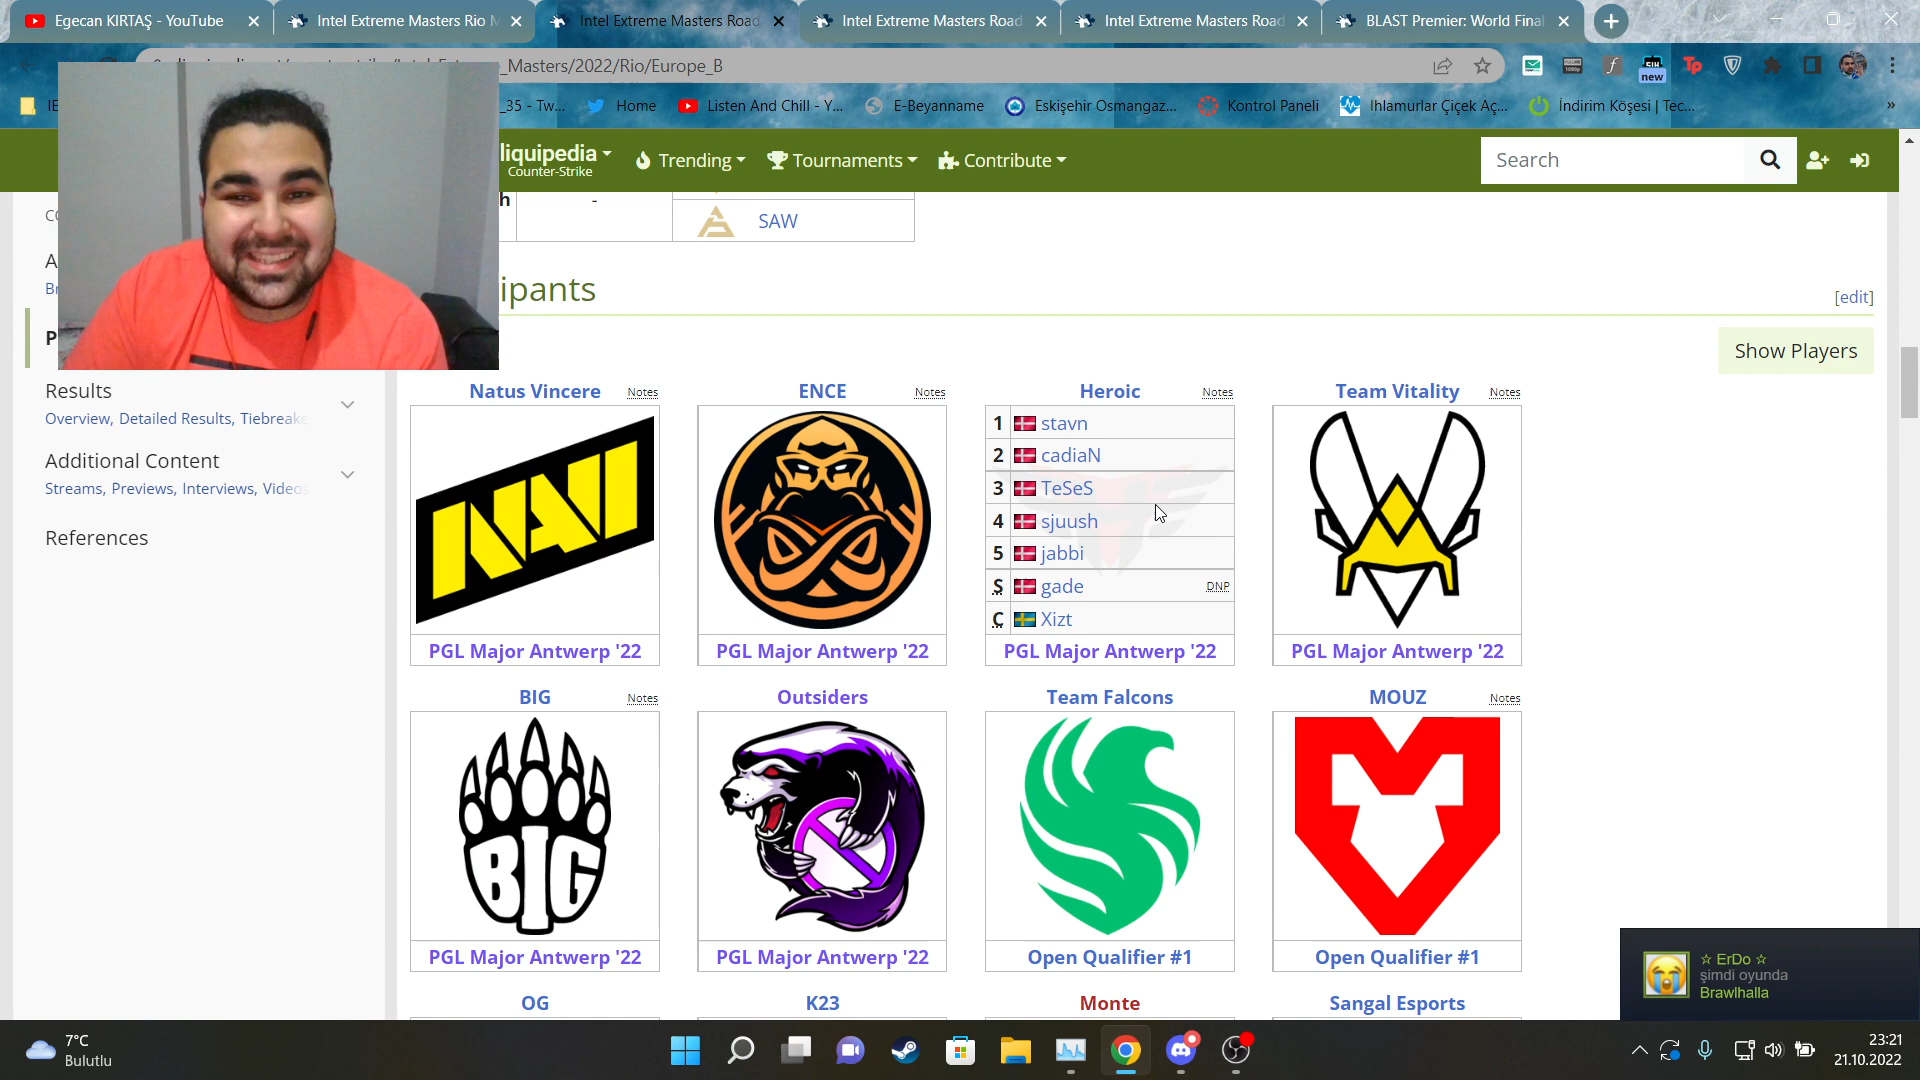 Egecan KIRTAŞ - YouTube
Intel Extreme Masters Rio M
Intel Extreme Masters Road
Intel Extreme Masters Road
Intel Extreme Masters Road
BLAST Premier: World Final
_Masters/2022/Rio/Europe_B
new
IE
_35 - Tw...
Home
Listen And Chill - Y...
E-Beyanname
Eskişehir Osmangaz...
Kontrol Paneli
Ihlamurlar Çiçek Aç...
İndirim Köşesi | Tec...
»
liquipedia
Counter-Strike
Trending
Tournaments
Contribute
Search
h
-
SAW
ipants
[edit]
Show Players
Results
Overview, Detailed Results, Tiebreake
Additional Content
Streams, Previews, Interviews, Videos
References
Natus Vincere Notes
NAVI
PGL Major Antwerp '22
ENCE Notes
PGL Major Antwerp '22
Heroic Notes
1 stavn
2 cadiaN
3 TeSeS
4 sjuush
5 jabbi
S gade DNP
C Xizt
PGL Major Antwerp '22
Team Vitality Notes
PGL Major Antwerp '22
BIG Notes
BIG
PGL Major Antwerp '22
Outsiders
PGL Major Antwerp '22
Team Falcons
Open Qualifier #1
MOUZ Notes
Open Qualifier #1
OG
K23
Monte
Sangal Esports
☆ ErDo ☆
şimdi oyunda
Brawlhalla
7°C
Bulutlu
23:21
21.10.2022